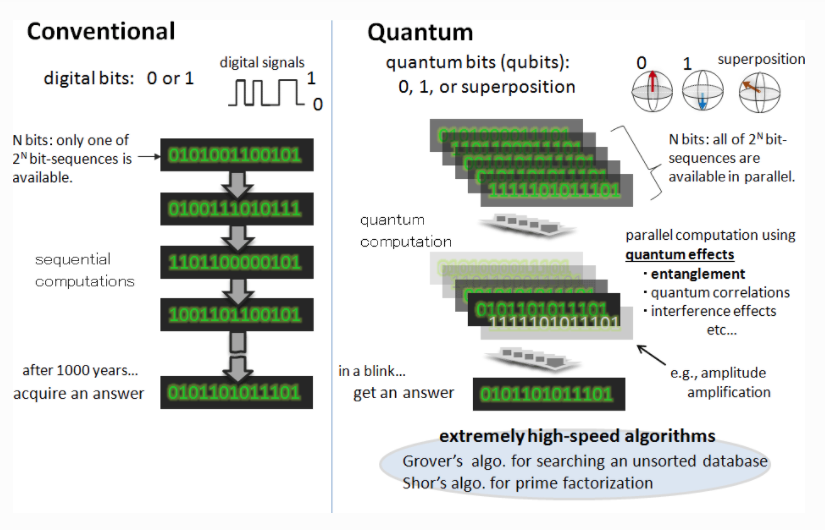 Conventional
digital bits: 0 or 1
digital signals
1
0
N bits: only one of
2^N bit-sequences is
available.
0101001100101
0100111010111
sequential
computations
1101100000101
1001101100101
after 1000 years...
acquire an answer
0101101011101
Quantum
quantum bits (qubits):
0, 1, or superposition
0
1
superposition
1111101011101
N bits: all of 2^N bit-
sequences are
available in parallel.
quantum
computation
parallel computation using
quantum effects
・entanglement
・quantum correlations
・interference effects
etc...
0101101011101
1111101011101
e.g., amplitude
amplification
in a blink...
get an answer
0101101011101
extremely high-speed algorithms
Grover's algo. for searching an unsorted database
Shor's algo. for prime factorization